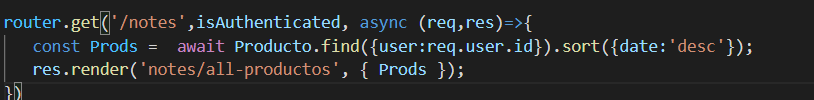 router.get('/notes',isAuthenticated, async (req,res)=>{
const Prods =  await Producto.find({user:req.user.id}).sort({date:'desc'});
res.render('notes/all-productos', { Prods });
})